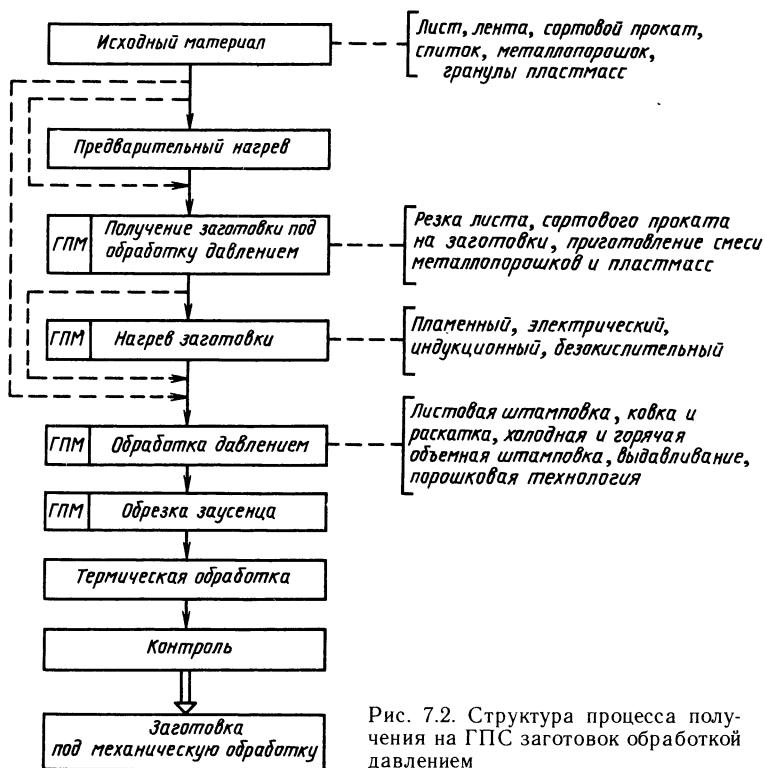 Исходный материал
Лист, лента, сортовой прокат,
слиток, металлопорошок,
гранулы пластмасс
Предварительный нагрев
ГПМ
Получение заготовки под
обработку давлением
Резка листа, сортового проката
на заготовки, приготовление смеси
металлопорошков и пластмасс
ГПМ
Нагрев заготовки
Пламенный, электрический,
индукционный, безокислительный
ГПМ
Обработка давлением
Листовая штамповка, ковка и
раскатка, холодная и горячая
объемная штамповка, выдавливание,
порошковая технология
ГПМ
Обрезка заусенца
Термическая обработка
Контроль
Заготовка
под механическую обработку
Рис. 7.2. Структура процесса полу-
чения на ГПС заготовок обработкой
давлением